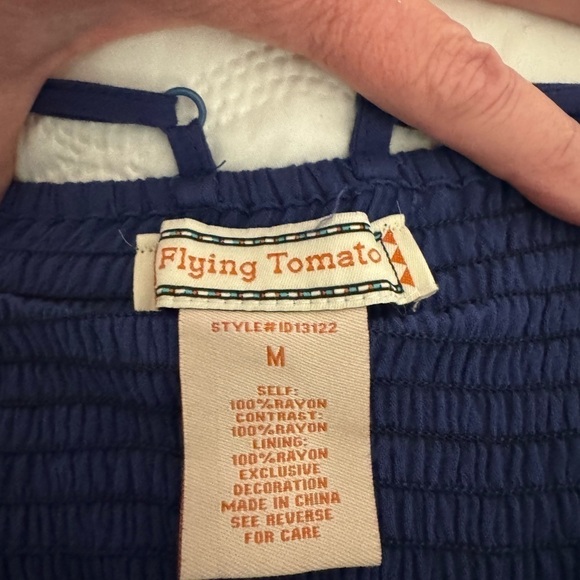 Flying Tomato
STYLE#ID13122
M
SELF:
100%RAYON
CONTRAST:
100%RAYON
LINING:
100%RAYON
EXCLUSIVE
DECORATION
MADE IN CHINA
SEE REVERSE
FOR CARE